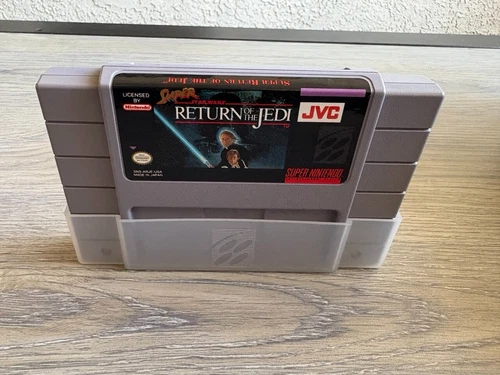 SUPER RETURN OF THE JEDI
LICENSED
BY
Nintendo
SUPER
STAR WARS
RETURN OF THE JEDI
JVC
SNS-ARJE-USA
MADE IN JAPAN
SUPER NINTENDO